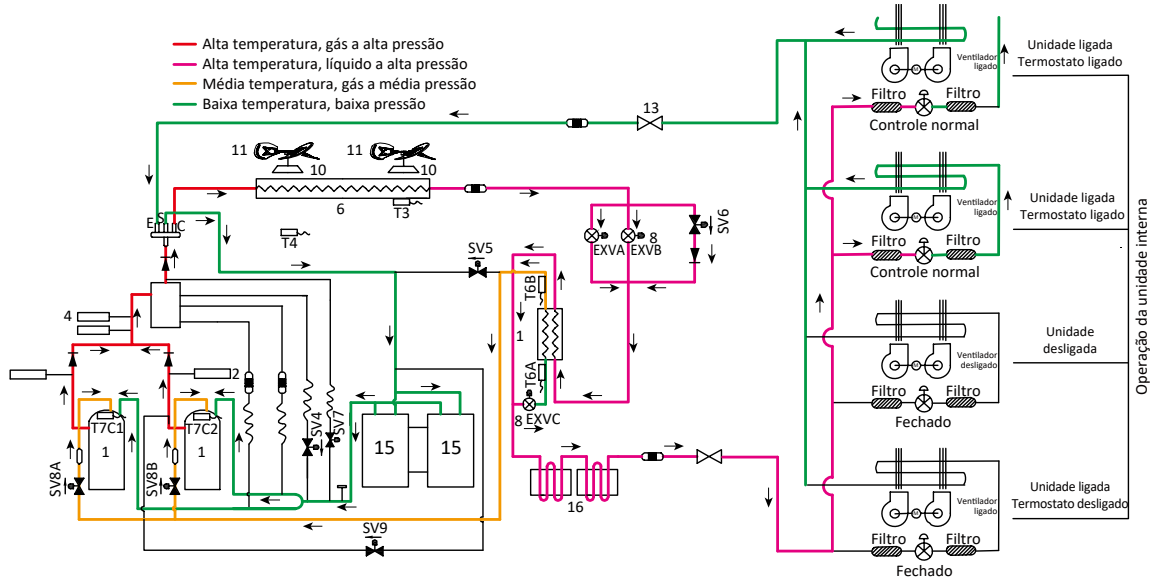 Alta temperatura, gás a alta pressão
Alta temperatura, líquido a alta pressão
Média temperatura, gás a média pressão
Baixa temperatura, baixa pressão
13
11
10
11
10
6
T3
E
S
C
T4
SV5
EXVA
8
EXVB
SV6
T6B
1
T6A
8
EXVC
4
2
T7C1
1
T7C2
1
SV8A
SV8B
SV4
SV7
15
15
SV9
16
Ventilador
ligado
M
Filtro
Filtro
Controle normal
Unidade ligada
Termostato ligado
Ventilador
ligado
M
Filtro
Filtro
Controle normal
Unidade ligada
Termostato ligado
Ventilador
desligado
M
Filtro
Filtro
Fechado
Unidade
desligada
Ventilador
ligado
M
Filtro
Filtro
Fechado
Unidade ligada
Termostato desligado
Operação da unidade interna